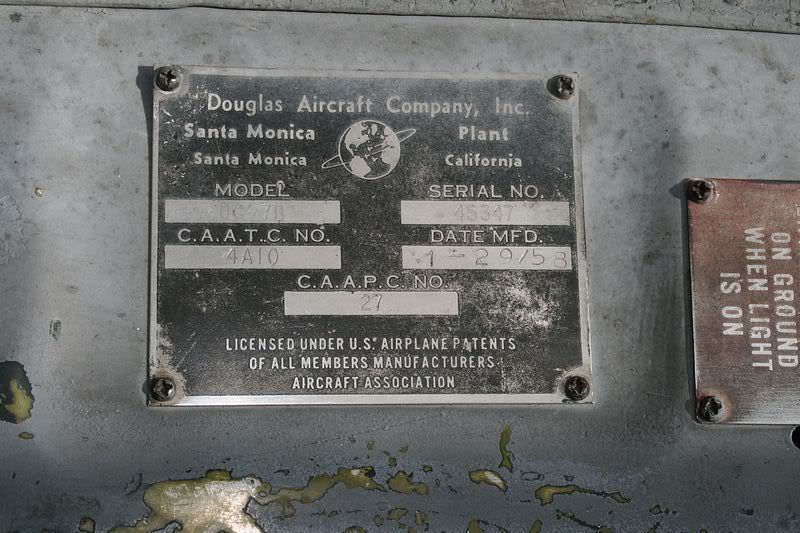 Douglas Aircraft Company, Inc.
Santa Monica Plant
Santa Monica California
MODEL SERIAL NO.
DC-7B 45347
C.A.A.T.C. NO. DATE MFD.
4A10 1-29/58
C.A.A.P.C. NO.
27
LICENSED UNDER U.S. AIRPLANE PATENTS
OF ALL MEMBERS MANUFACTURERS
AIRCRAFT ASSOCIATION
ON GROUND
WHEN LIGHT
IS ON